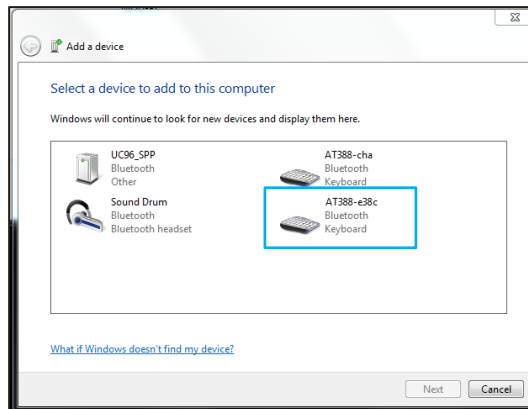 Add a device
Select a device to add to this computer
Windows will continue to look for new devices and display them here.
UC96_SPP
Bluetooth
Other
AT388-cha
Bluetooth
Keyboard
Sound Drum
Bluetooth
Bluetooth headset
AT388-e38c
Bluetooth
Keyboard
What if Windows doesn't find my device?
Next
Cancel